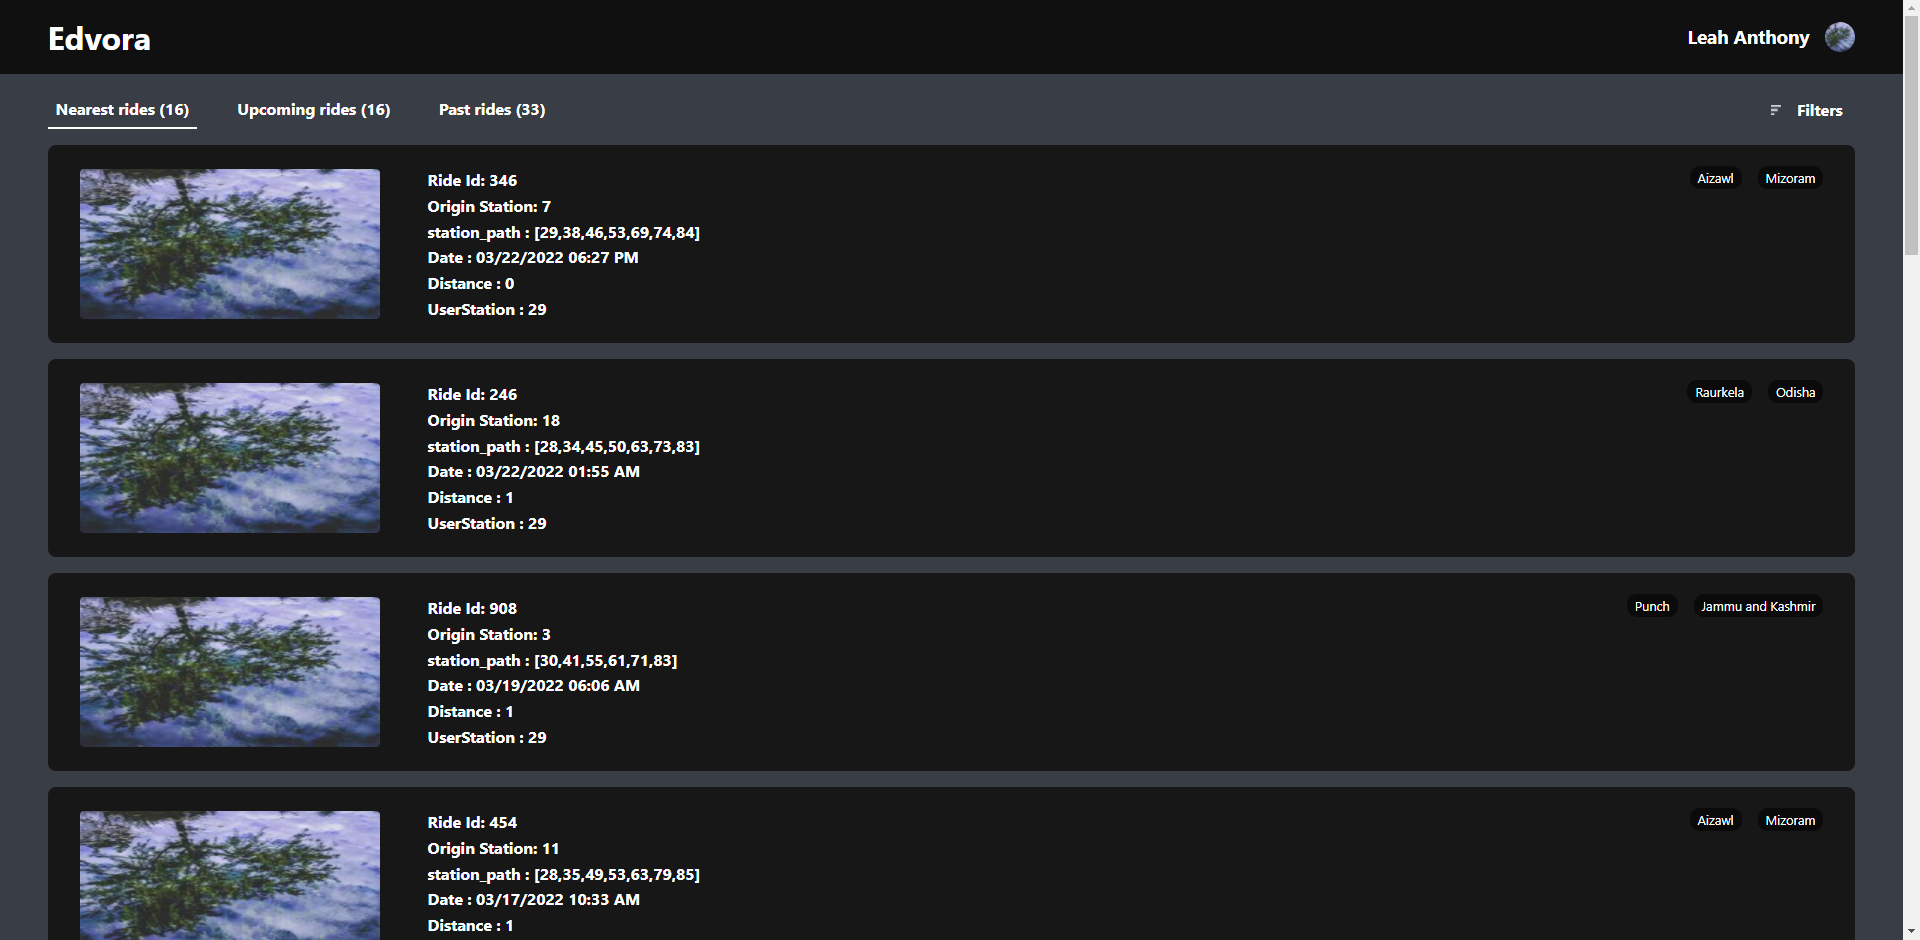 Edvora
Leah Anthony
Nearest rides (16)
Upcoming rides (16)
Past rides (33)
Filters
Ride Id: 346
Origin Station: 7
station_path : [29,38,46,53,69,74,84]
Date : 03/22/2022 06:27 PM
Distance : 0
UserStation : 29
Aizawl
Mizoram
Ride Id: 246
Origin Station: 18
station_path : [28,34,45,50,63,73,83]
Date : 03/22/2022 01:55 AM
Distance : 1
UserStation : 29
Raurkela
Odisha
Ride Id: 908
Origin Station: 3
station_path : [30,41,55,61,71,83]
Date : 03/19/2022 06:06 AM
Distance : 1
UserStation : 29
Punch
Jammu and Kashmir
Ride Id: 454
Origin Station: 11
station_path : [28,35,49,53,63,79,85]
Date : 03/17/2022 10:33 AM
Distance : 1
Aizawl
Mizoram